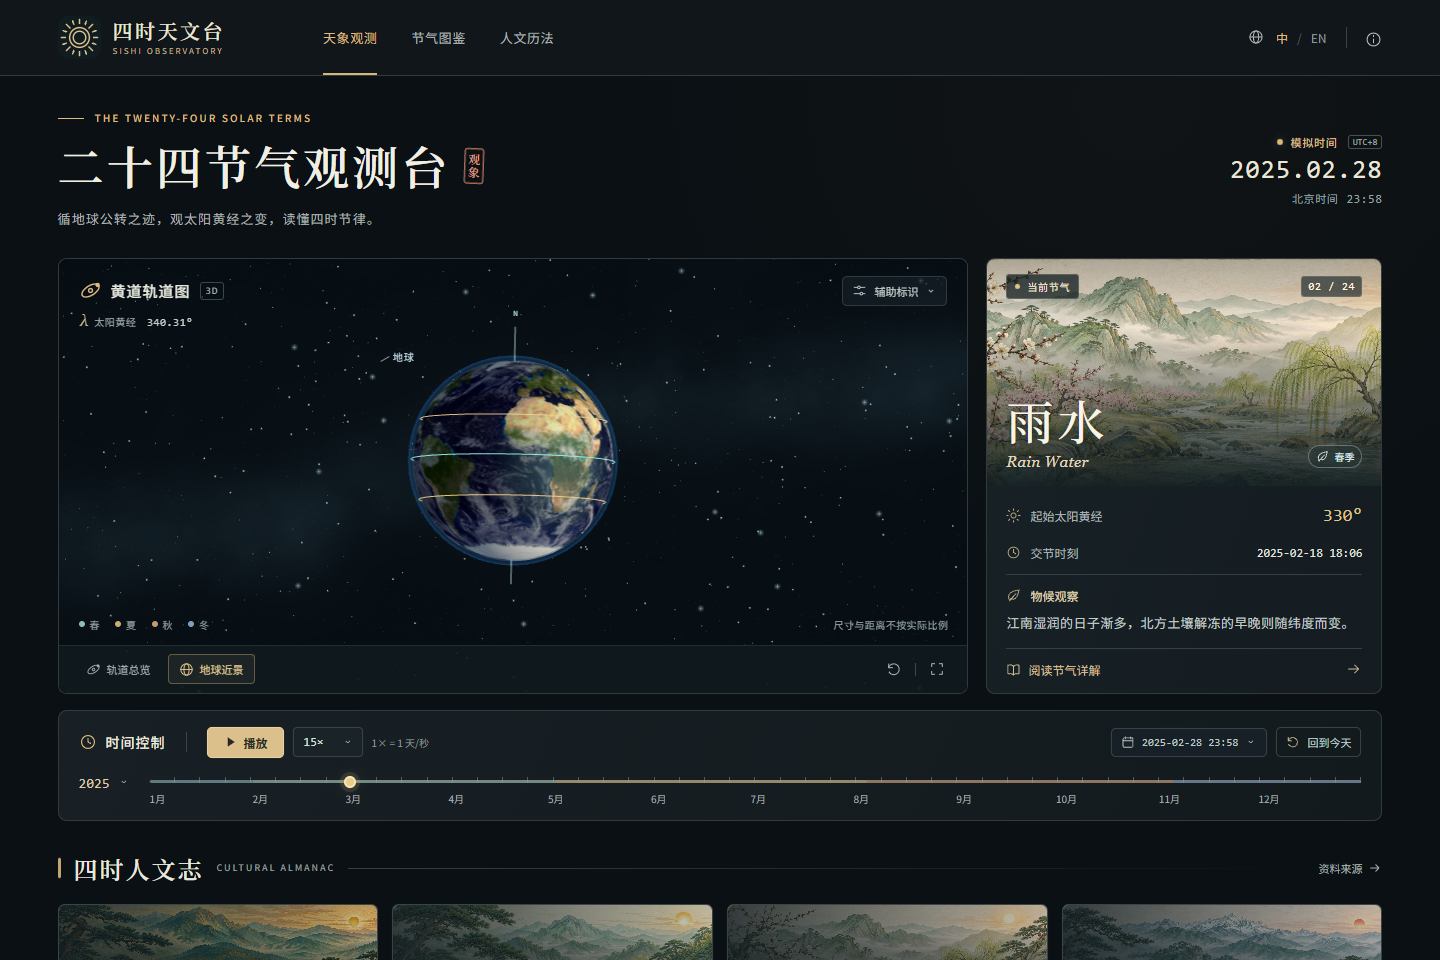 四时天文台
SISHI OBSERVATORY
天象观测
节气图鉴
人文历法
中 / EN
THE TWENTY-FOUR SOLAR TERMS
二十四节气观测台
观象
循地球公转之迹，观太阳黄经之变，读懂四时节律。
模拟时间 UTC+8
2025.02.28
北京时间 23:58
黄道轨道图 3D
λ 太阳黄经 340.31°
辅助标识
N
地球
春 夏 秋 冬
尺寸与距离不按实际比例
轨道总览
地球近景
当前节气
02 / 24
雨水
Rain Water
春季
起始太阳黄经 330°
交节时刻 2025-02-18 18:06
物候观察
江南湿润的日子渐多，北方土壤解冻的早晚则随纬度而变。
阅读节气详解
时间控制
播放
15×
1× = 1 天/秒
2025-02-28 23:58
回到今天
2025
1月 2月 3月 4月 5月 6月 7月 8月 9月 10月 11月 12月
四时人文志
CULTURAL ALMANAC
资料来源